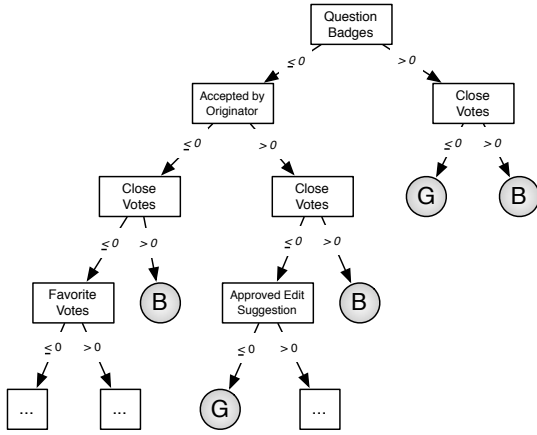 Question
Badges
≤0
>0
Accepted by
Originator
Close
Votes
≤0
>0
≤0
>0
Close
Votes
Close
Votes
G
B
≤0
>0
≤0
>0
Favorite
Votes
B
Approved Edit
Suggestion
B
≤0
>0
≤0
>0
...
...
G
...